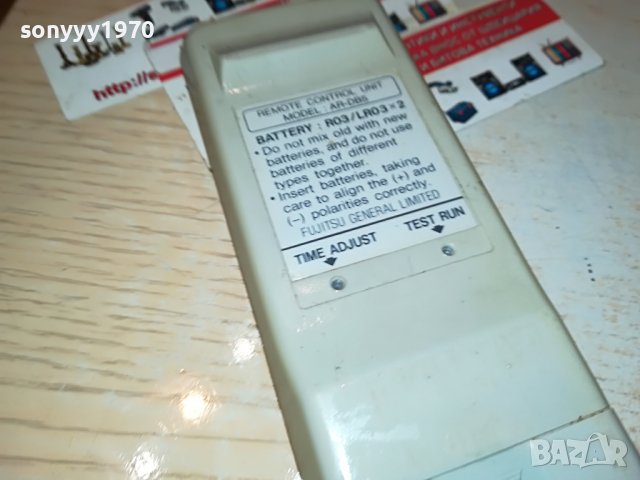 sonyyy1970
http://
REMOTE CONTROL UNIT
MODEL : AR-DB5
BATTERY : R03/LR03×2
• Do not mix old with new
batteries, and do not use
batteries of different
types together.
• Insert batteries, taking
care to align the (+) and
(−) polarities correctly.
FUJITSU GENERAL LIMITED
TIME ADJUST
TEST RUN
BAZAR